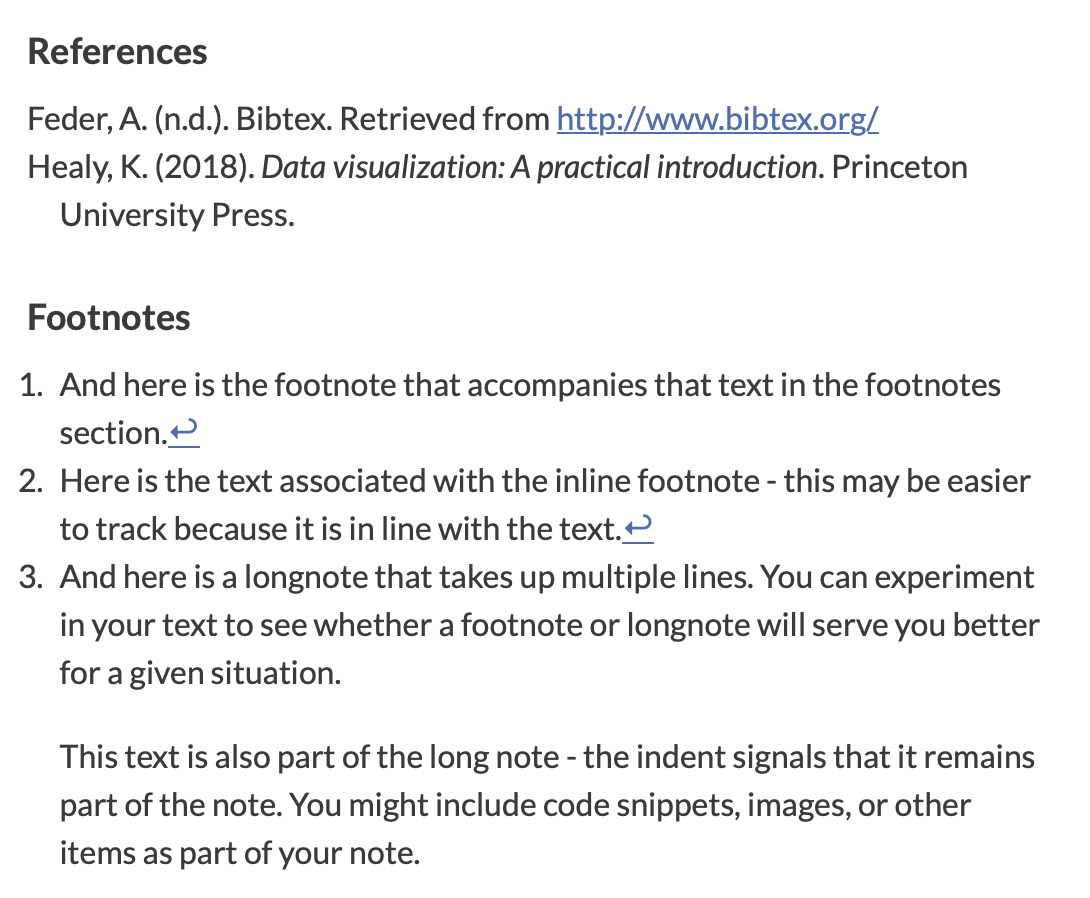 References
Feder, A. (n.d.). Bibtex. Retrieved from http://www.bibtex.org/
Healy, K. (2018). Data visualization: A practical introduction. Princeton
University Press.
Footnotes
1. And here is the footnote that accompanies that text in the footnotes
section.↩
2. Here is the text associated with the inline footnote - this may be easier
to track because it is in line with the text.↩
3. And here is a longnote that takes up multiple lines. You can experiment
in your text to see whether a footnote or longnote will serve you better
for a given situation.
This text is also part of the long note - the indent signals that it remains
part of the note. You might include code snippets, images, or other
items as part of your note.